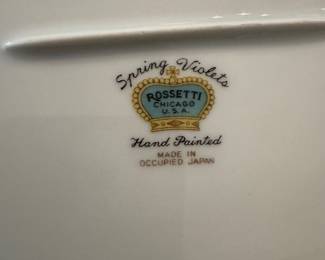 Spring Violets
ROSSETTI
CHICAGO
U.S.A.
Hand Painted
MADE IN
OCCUPIED JAPAN